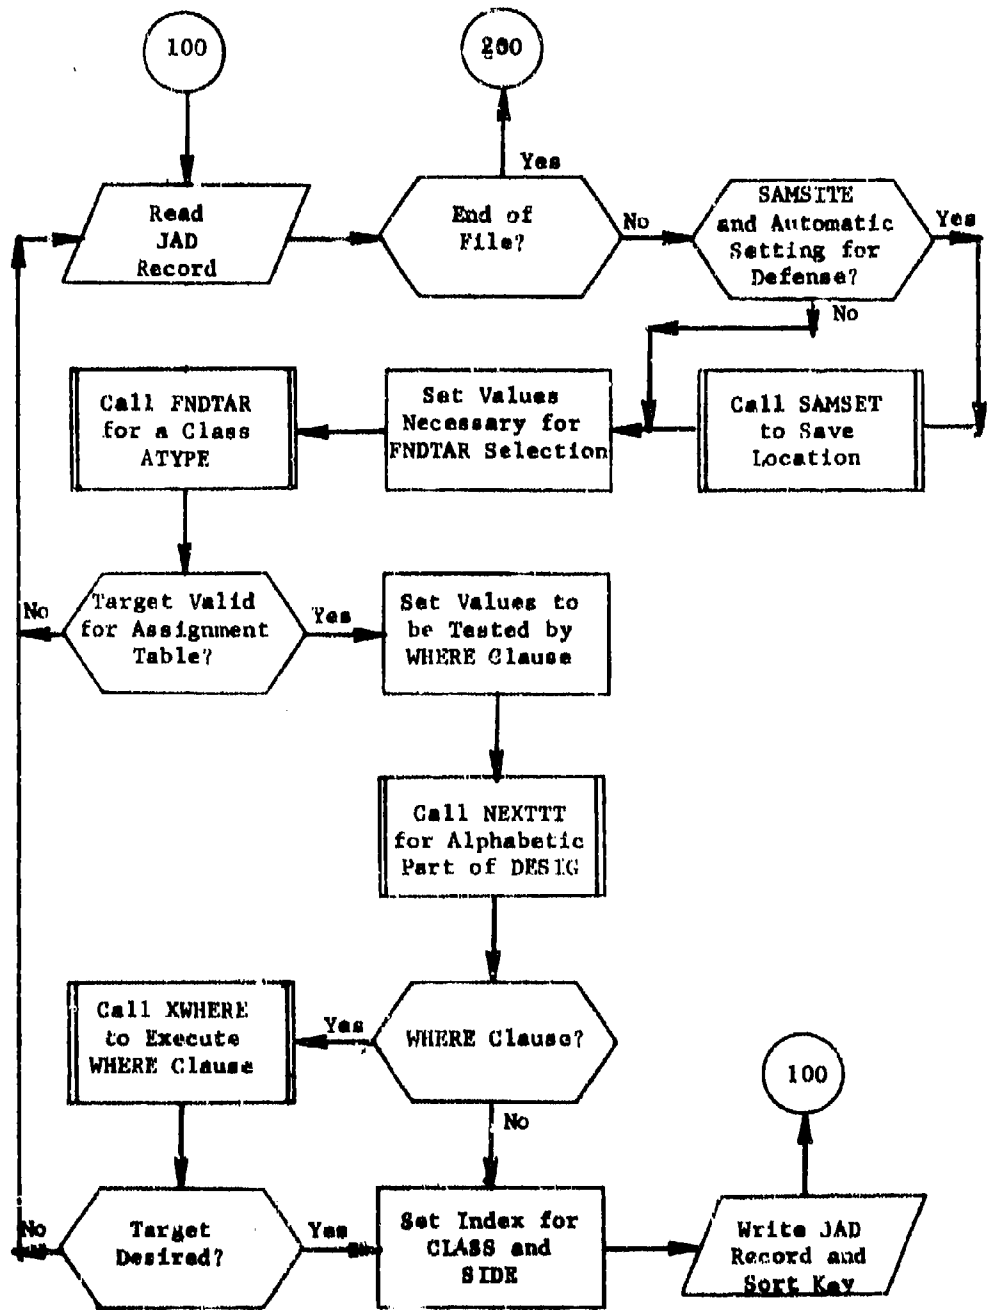 100
200
Yes
Read
JAD
Record
End of
File?
No
SAMSITE
and Automatic
Setting for
Defense?
Yes
No
Call FNDTAR
for a Class
ATYPE
Set Values
Necessary for
FNDTAR Selection
Call SAMSET
to Save
Location
No
Target Valid
for Assignment
Table?
Yes
Set Values to
be Tested by
WHERE Clause
Call NEXTTT
for Alphabetic
Part of DESIG
Call XWHERE
to Execute
WHERE Clause
Yes
WHERE Clause?
No
100
No
Target
Desired?
Yes
Set Index for
CLASS and
SIDE
Write JAD
Record and
Sort Key